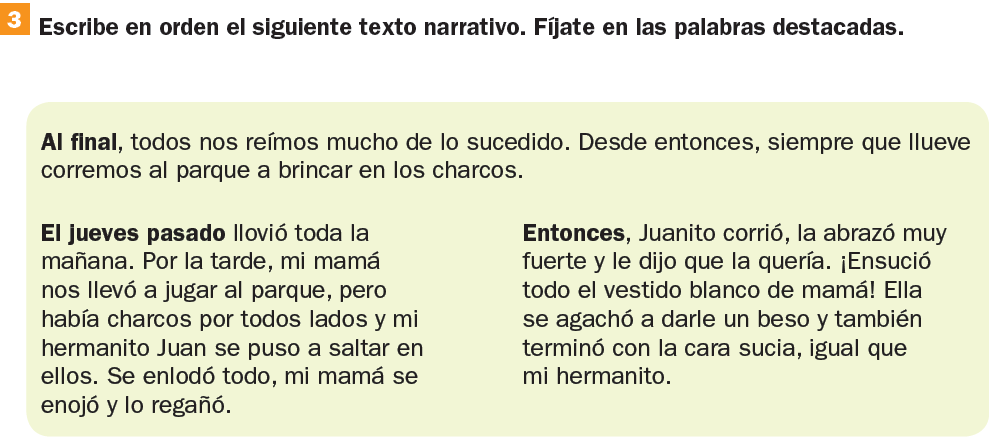 3 Escribe en orden el siguiente texto narrativo. Fíjate en las palabras destacadas.
Al final, todos nos reímos mucho de lo sucedido. Desde entonces, siempre que llueve
corremos al parque a brincar en los charcos.
El jueves pasado llovió toda la
mañana. Por la tarde, mi mamá
nos llevó a jugar al parque, pero
había charcos por todos lados y mi
hermanito Juan se puso a saltar en
ellos. Se enlodó todo, mi mamá se
enojó y lo regañó.
Entonces, Juanito corrió, la abrazó muy
fuerte y le dijo que la quería. ¡Ensució
todo el vestido blanco de mamá! Ella
se agachó a darle un beso y también
terminó con la cara sucia, igual que
mi hermanito.